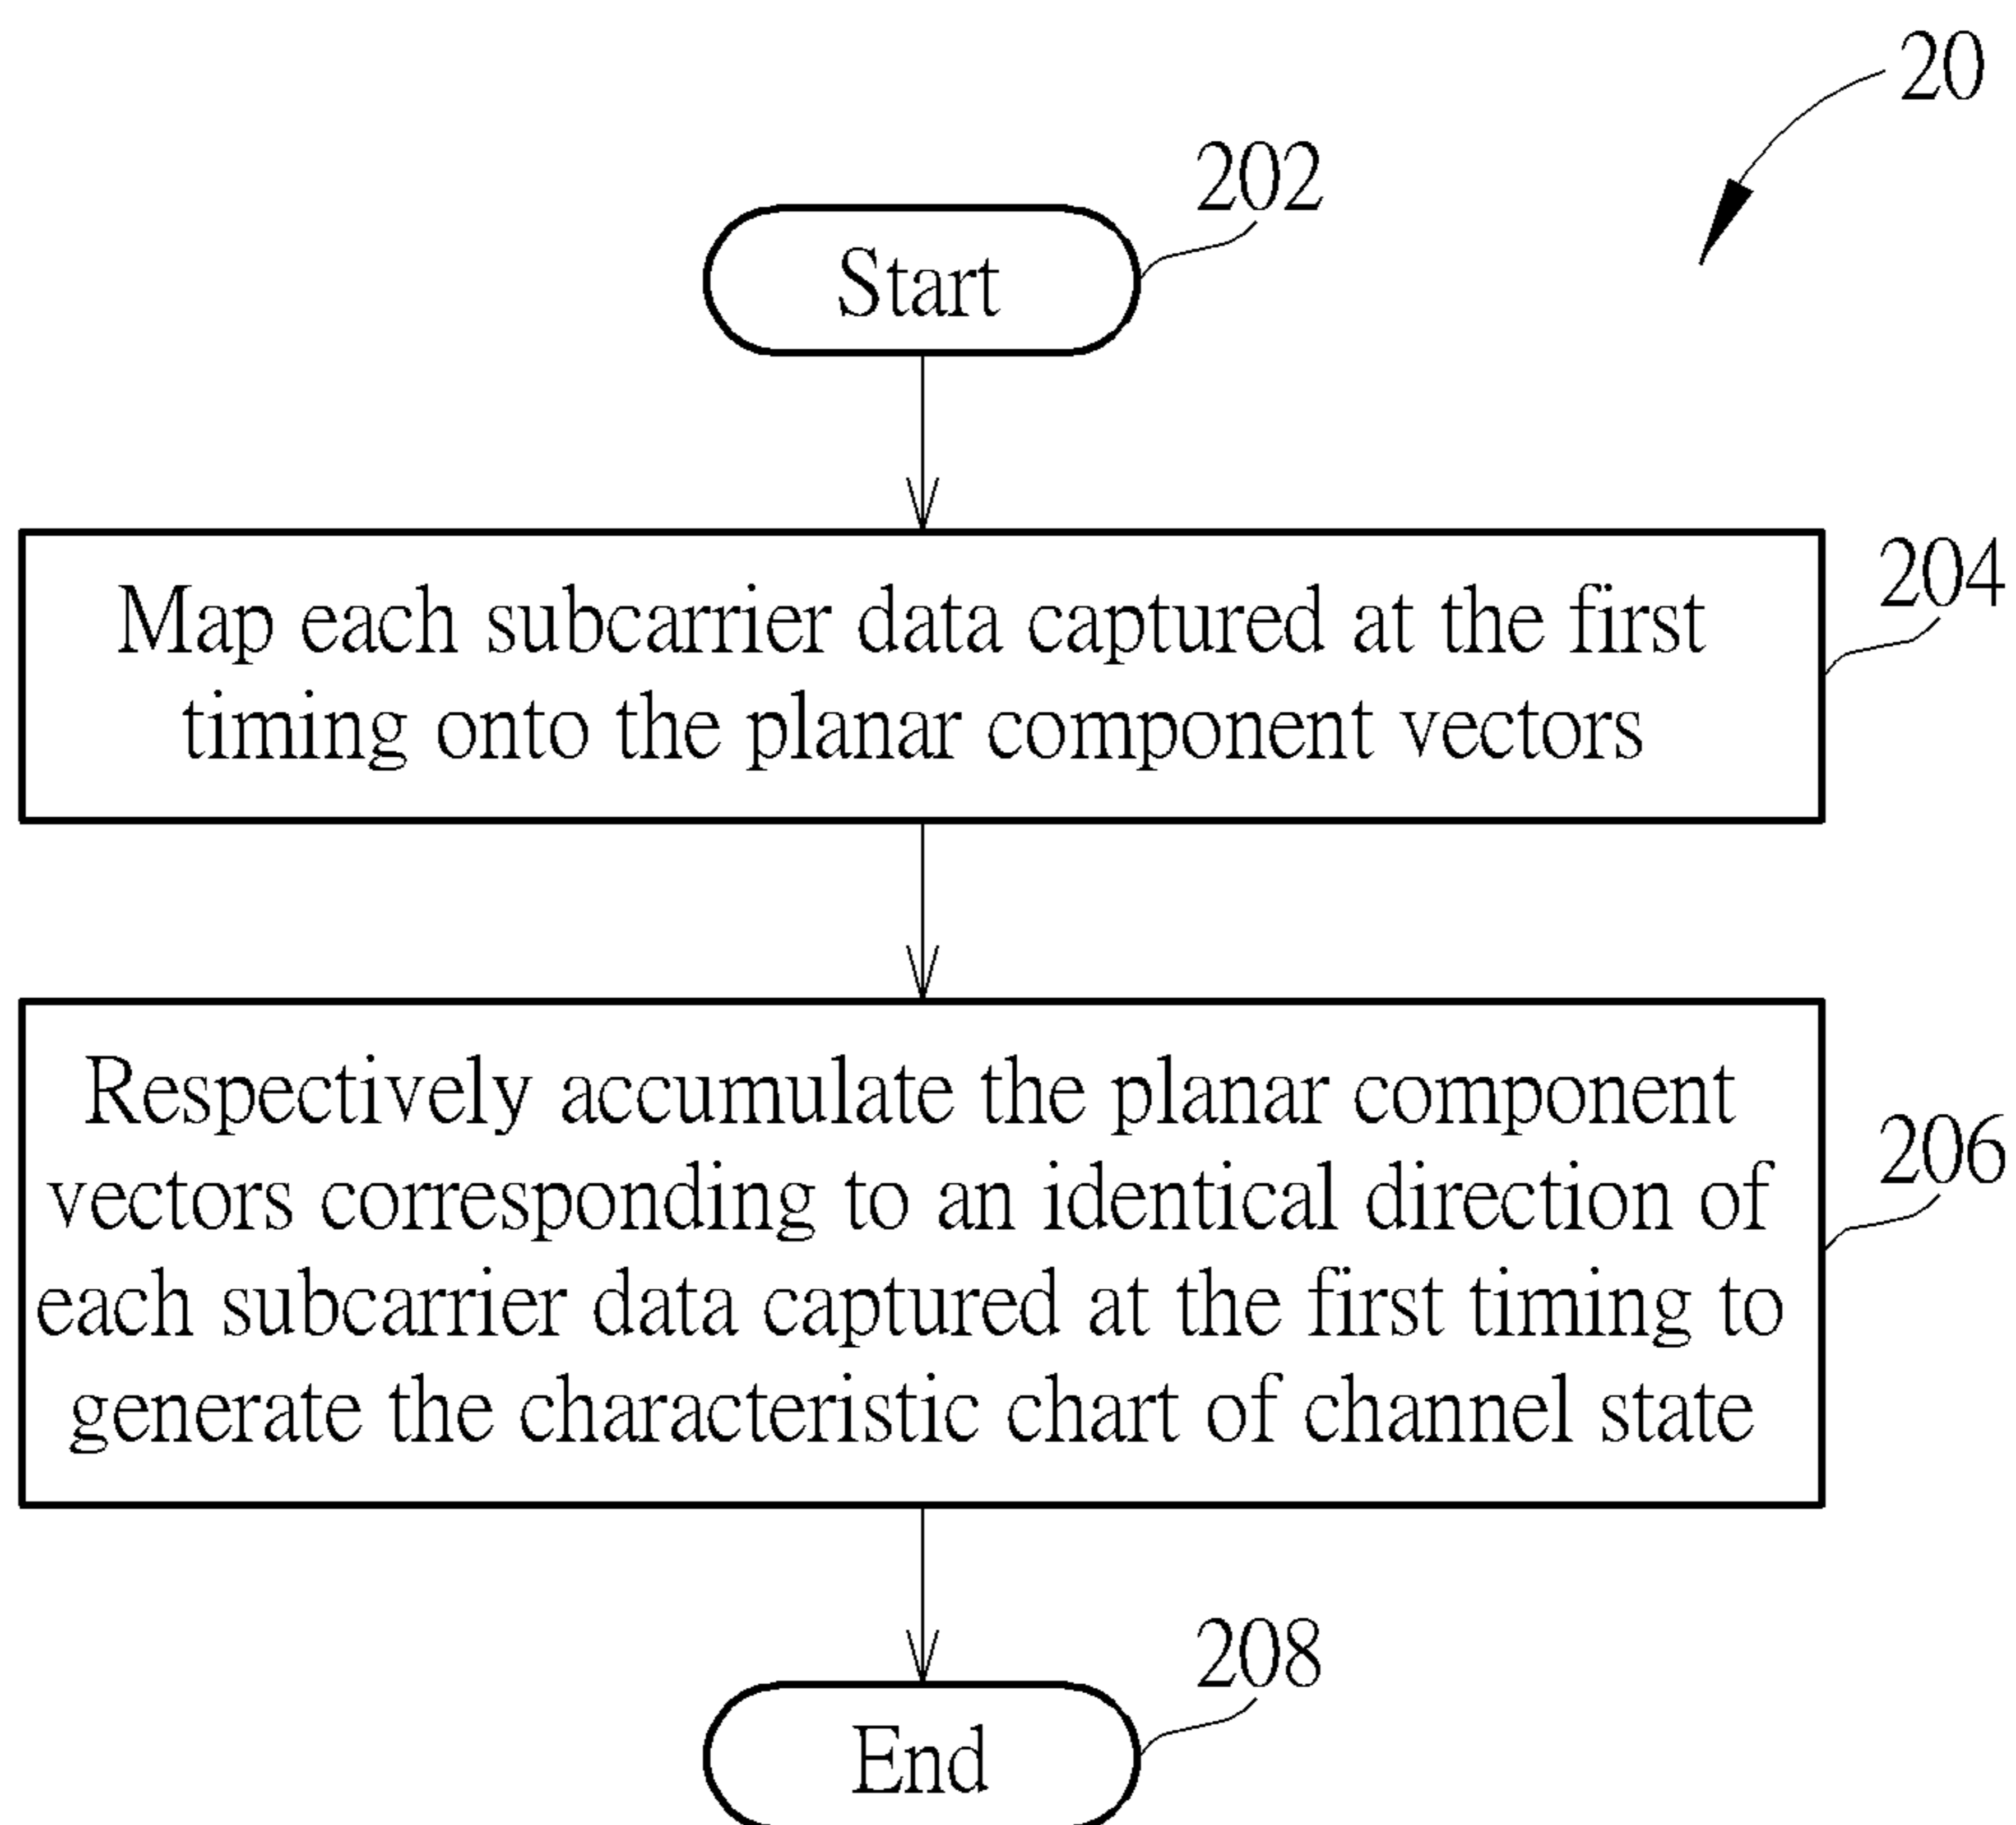 20
202
Start
204
Map each subcarrier data captured at the first
timing onto the planar component vectors
Respectively accumulate the planar component
vectors corresponding to an identical direction of
206
each subcarrier data captured at the first timing to
generate the characteristic chart of channel state
208
End